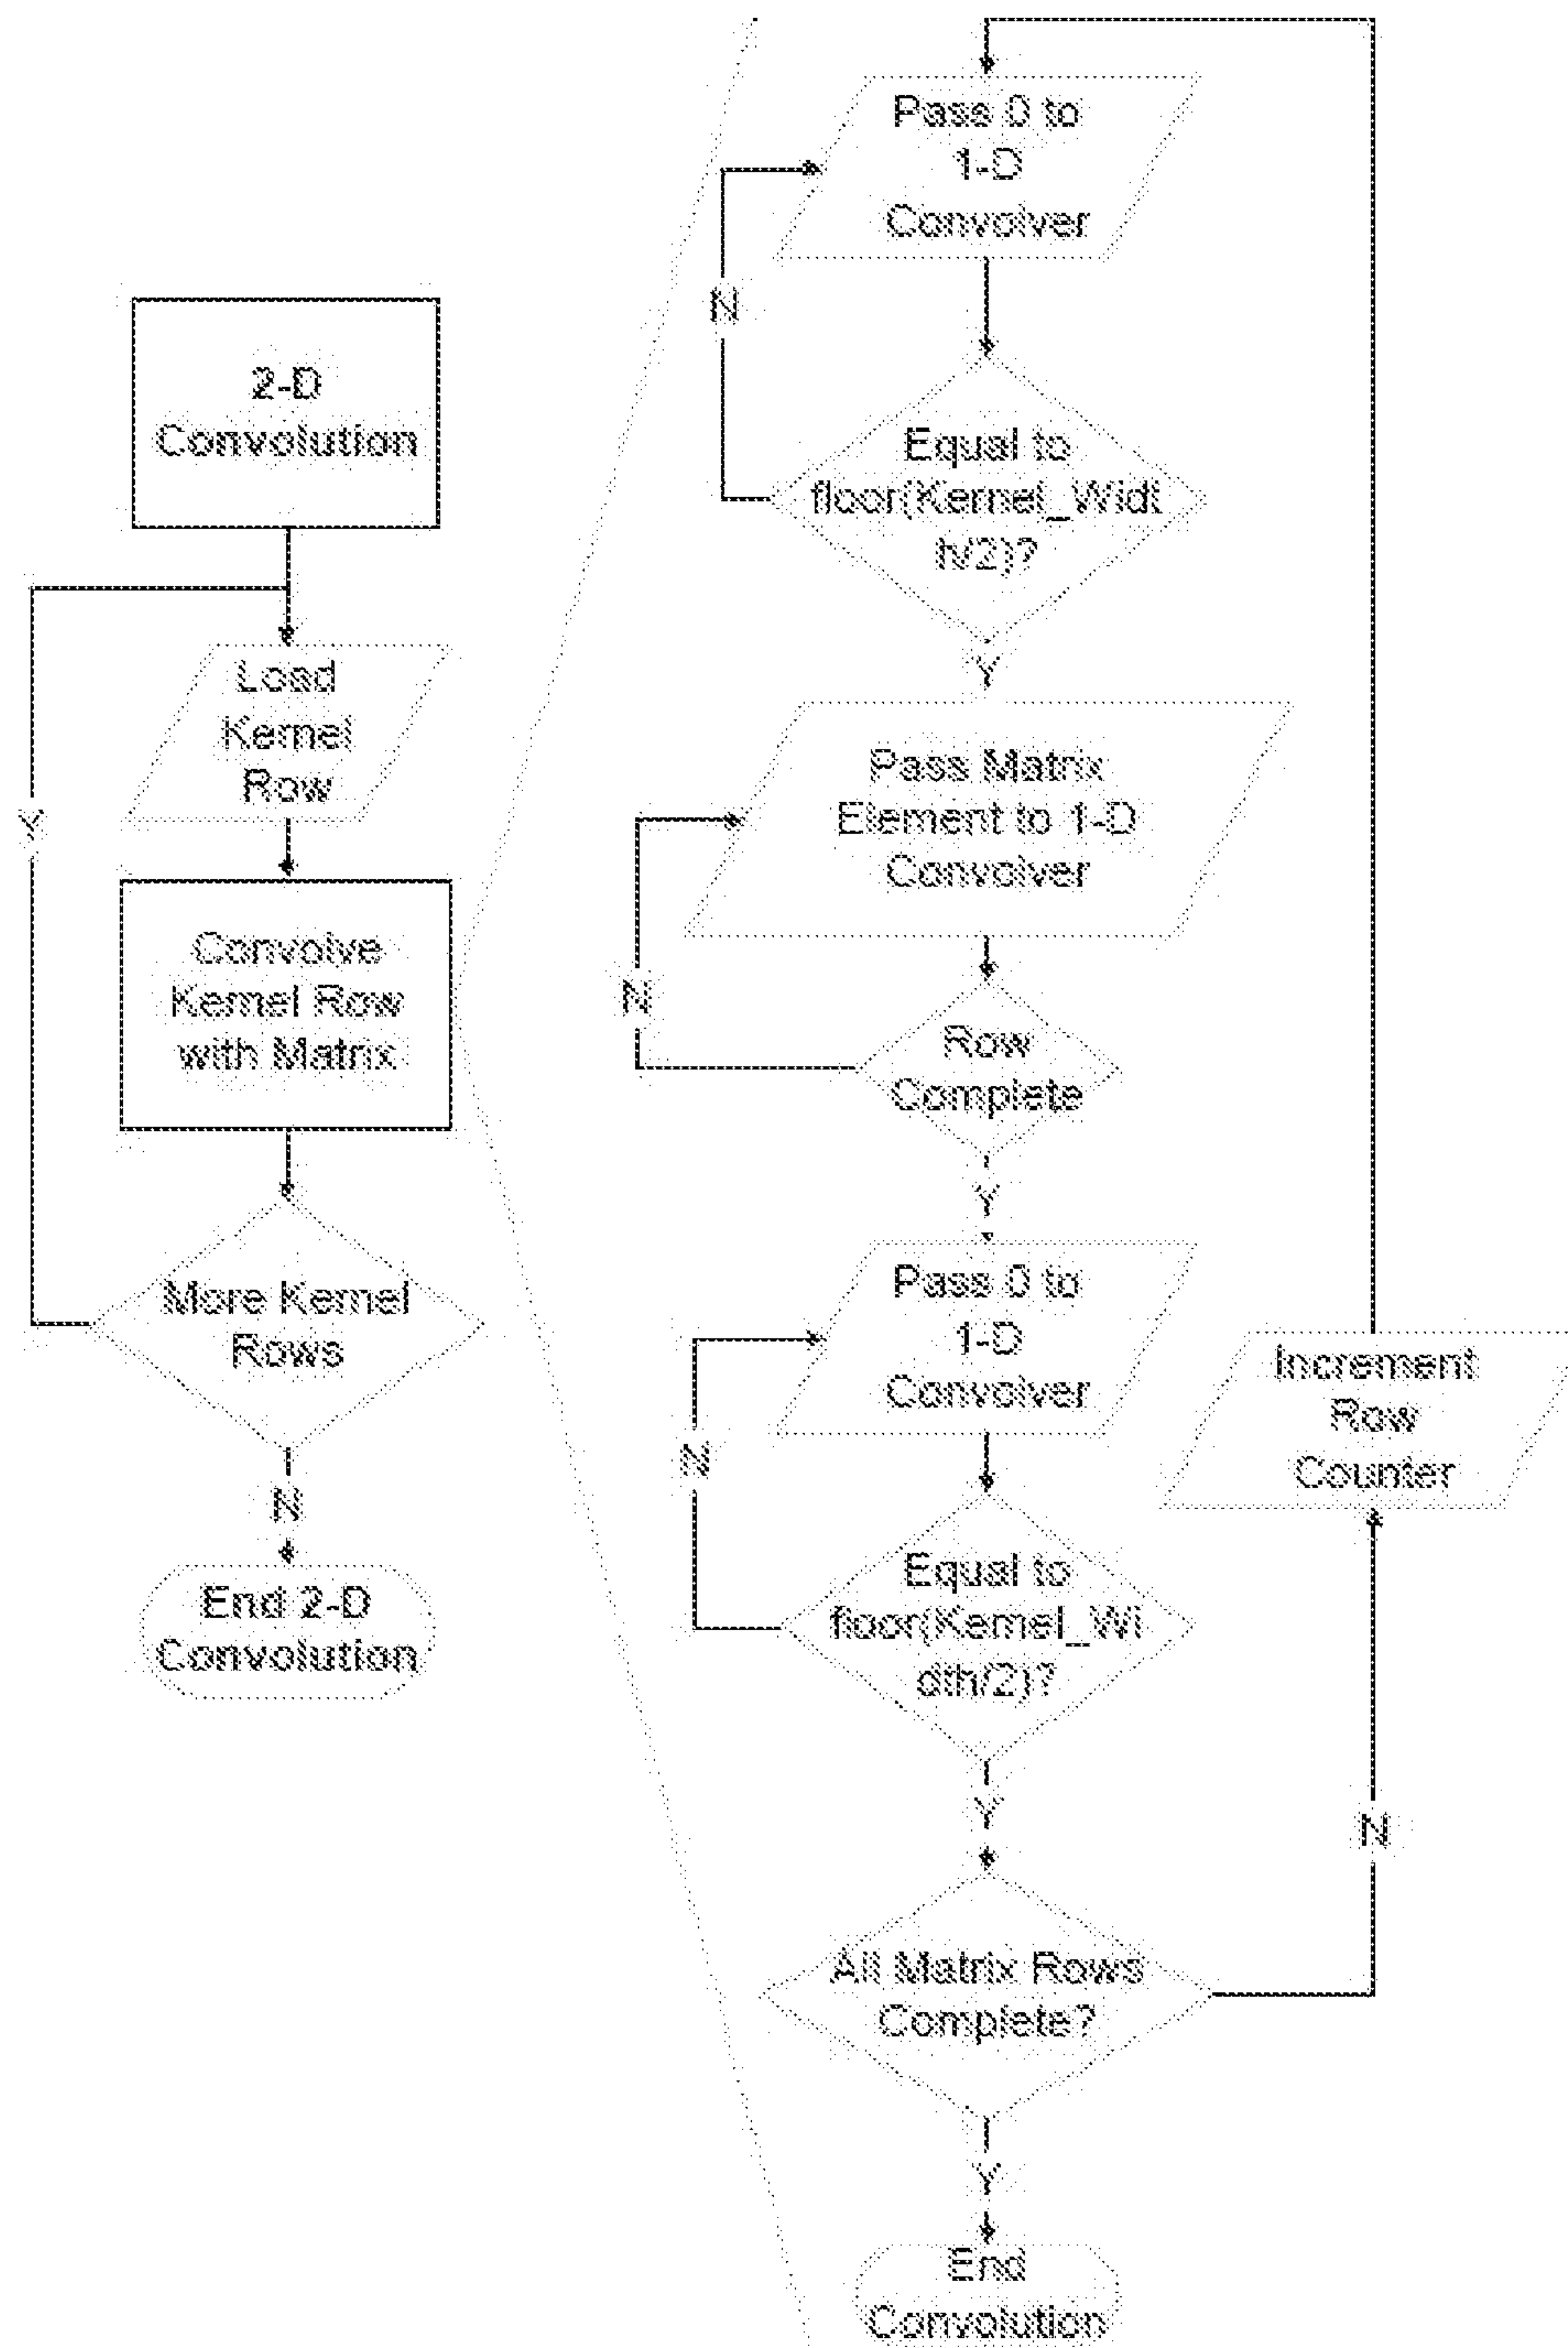 2-D
Convolution
Load
Kernel
Row
Y
Convolve
Kernel Row
with Matrix
More Kernel
Rows
N
End 2-D
Convolution
Pass 0 to
1-D
Convolver
N
Equal to
floor(Kernel_Widt
h/2)?
Y
Pass Matrix
Element to 1-D
Convolver
N
Row
Complete
Y
Pass 0 to
1-D
Convolver
N
Equal to
floor(Kernel_Wi
dth/2)?
Y
Increment
Row
Counter
N
All Matrix Rows
Complete?
Y
End
Convolution